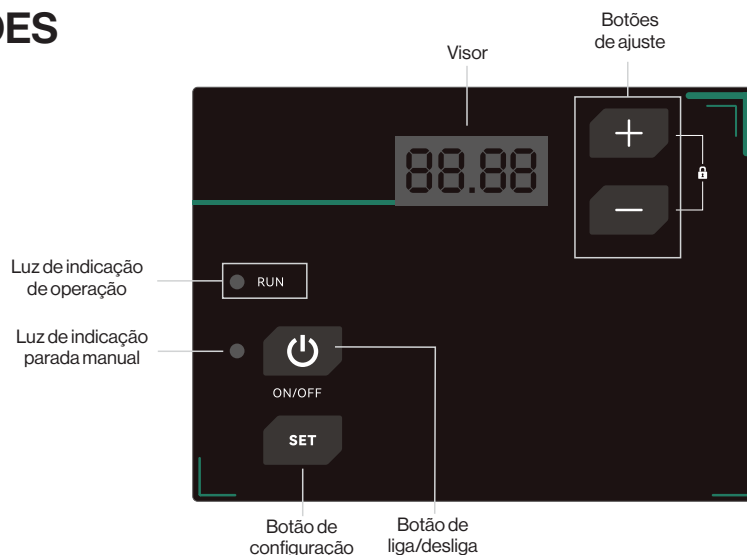 ÕES
Botões
de ajuste
Visor
88.88
Luz de indicação
de operação
RUN
Luz de indicação
parada manual
ON/OFF
SET
Botão de
configuração
Botão de
liga/desliga